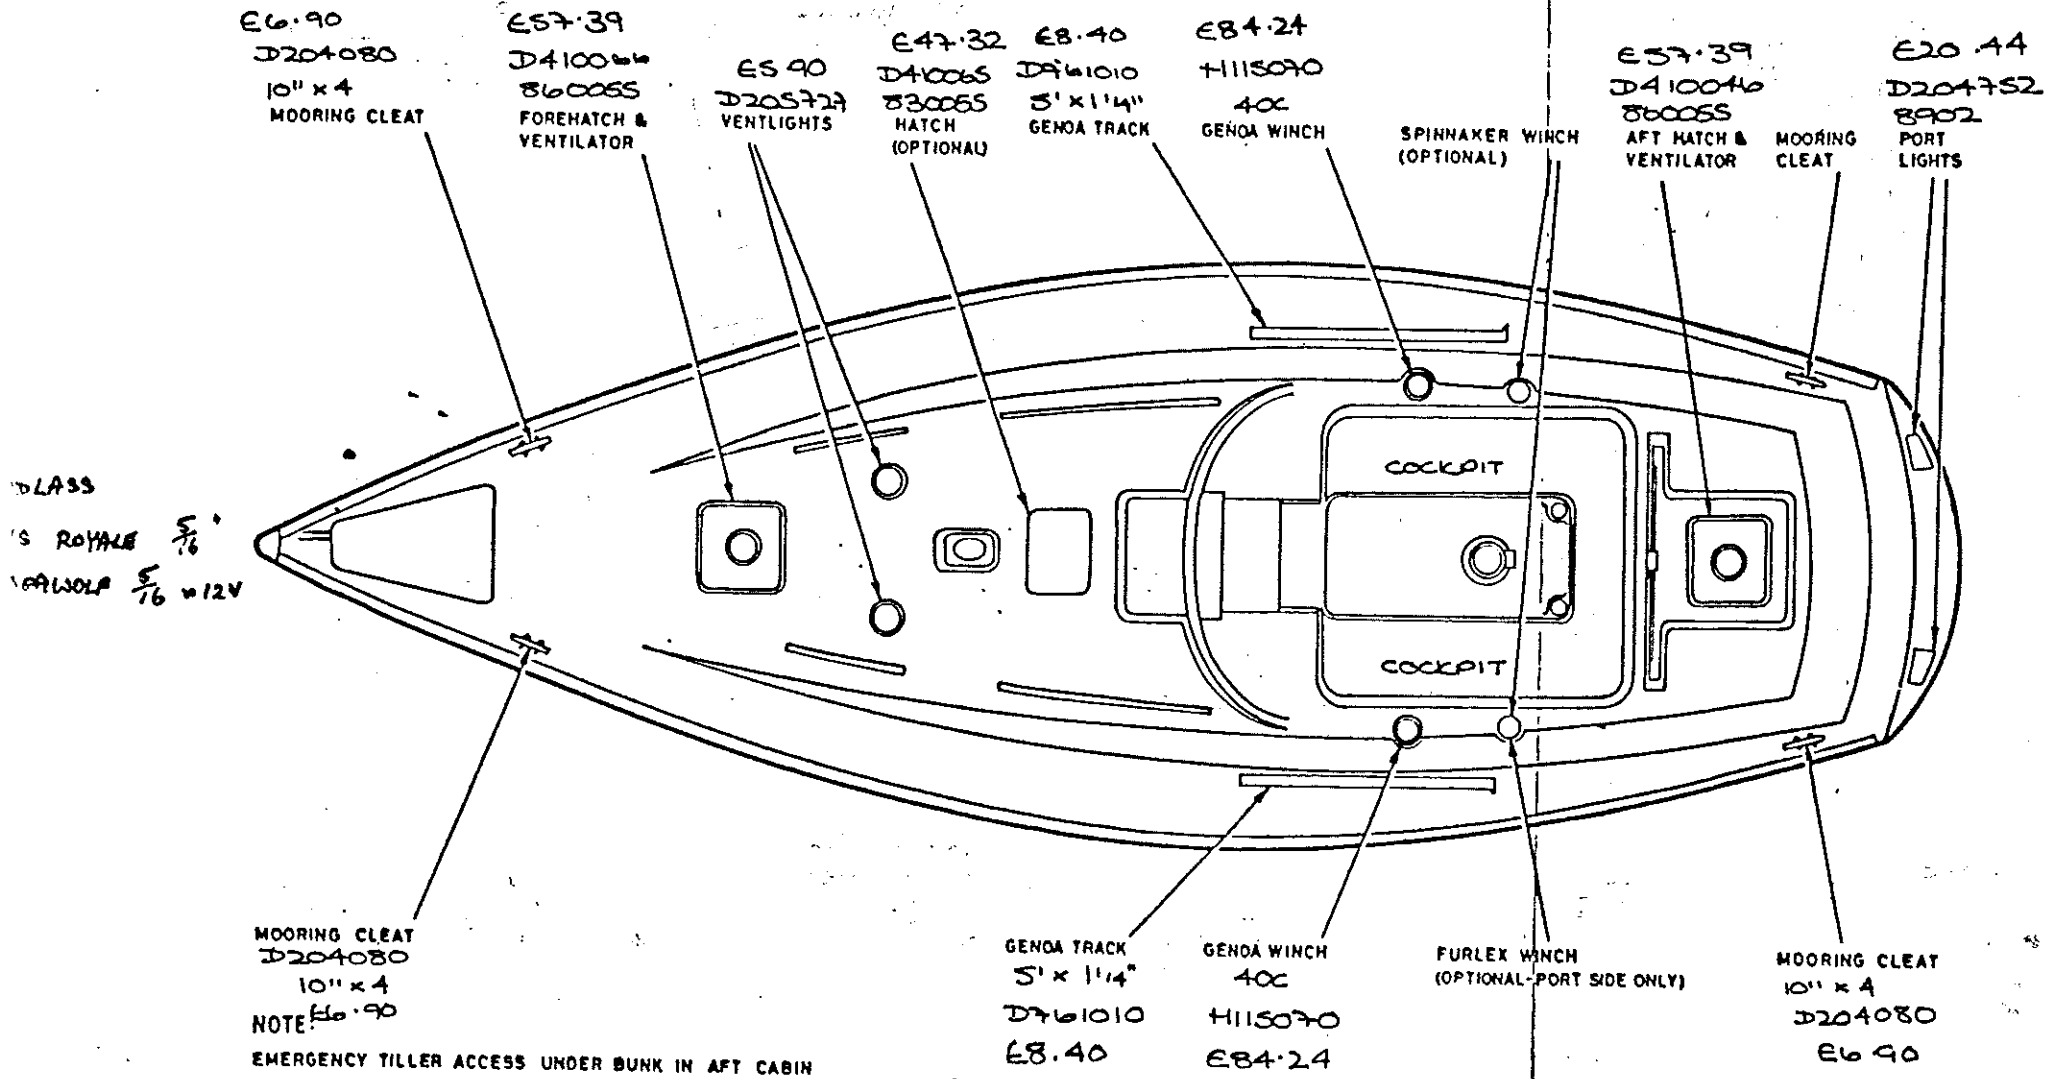 £6.90
D204080
10" x 4
MOORING CLEAT
£57.39
D410046
860055
FOREHATCH &
VENTILATOR
£5.90
D205727
VENTLIGHTS
£47.32
D410065
830055
HATCH
(OPTIONAL)
£8.40
D761010
5' x 1'1/4"
GENOA TRACK
£84.24
H115070
40C
GENOA WINCH
SPINNAKER WINCH
(OPTIONAL)
£57.39
D410046
860055
AFT HATCH &
VENTILATOR
MOORING
CLEAT
£20.44
D204752
8902
PORT
LIGHTS
DLASS
'S ROYALE 5/16"
5/16 12V
COCKPIT
COCKPIT
MOORING CLEAT
D204080
10" x 4
£6.90
NOTE:
EMERGENCY TILLER ACCESS UNDER BUNK IN AFT CABIN
GENOA TRACK
5' x 1'1/4"
D761010
£8.40
GENOA WINCH
40C
H115070
£84.24
FURLEX WINCH
(OPTIONAL-PORT SIDE ONLY)
MOORING CLEAT
10" x 4
D204080
£6.90